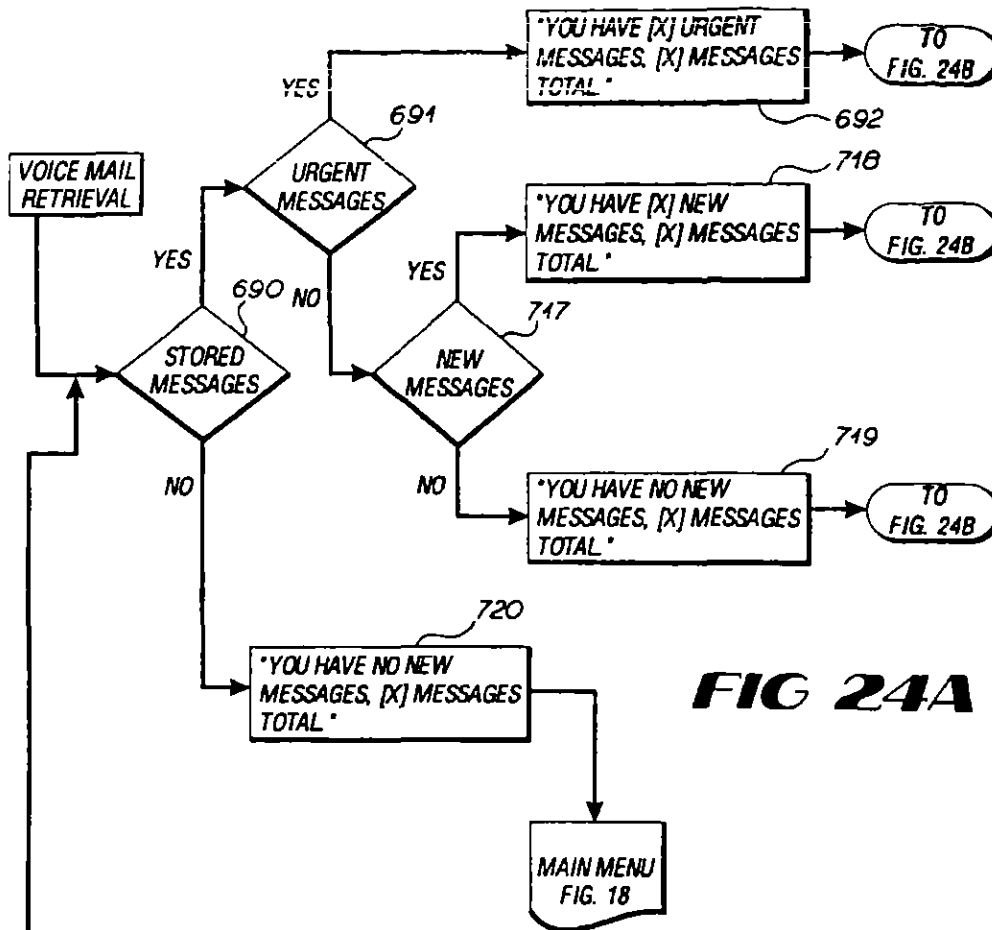 "YOU HAVE [X] URGENT
MESSAGES, [X] MESSAGES
TOTAL."
TO
FIG. 24B
YES
691
692
URGENT
MESSAGES
VOICE MAIL
RETRIEVAL
718
"YOU HAVE [X] NEW
MESSAGES, [X] MESSAGES
TOTAL."
TO
FIG. 24B
YES
YES
NO
690
717
STORED
MESSAGES
NEW
MESSAGES
719
NO
NO
"YOU HAVE NO NEW
MESSAGES, [X] MESSAGES
TOTAL."
TO
FIG. 24B
720
"YOU HAVE NO NEW
MESSAGES, [X] MESSAGES
TOTAL."
FIG 24A
MAIN MENU
FIG. 18